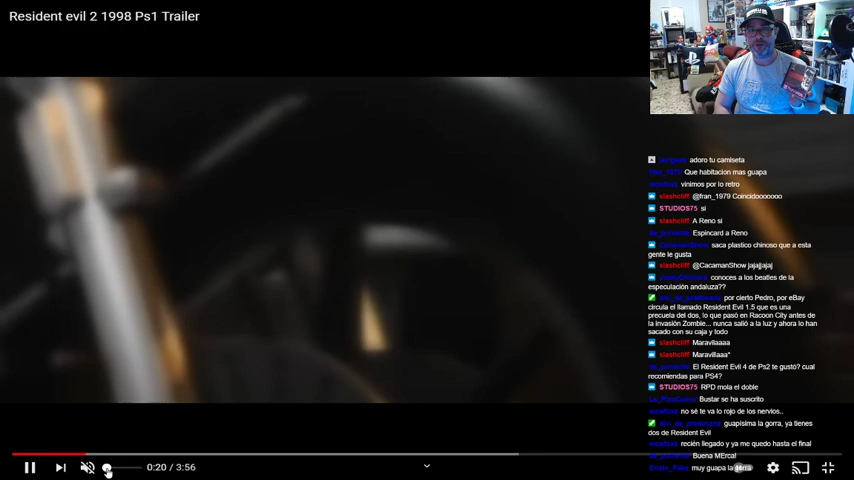 Resident evil 2 1998 Ps1 Trailer
adoro tu camiseta
fran_1979 Que habitacion mas guapa
vinimos por lo retro
slashcliff @fran_1979 Coincidooooooo
STUDIOS75 si
slashcliff A Reno si
Espincard a Reno
CacamanShow saca plastico chinoso que a esta
gente le gusta
slashcliff @CacamanShow jajajjajaj
conoces a los beatles de la
especulación andaluza??
por cierto Pedro, por eBay
circula el llamado Resident Evil 1.5 que es una
precuela del dos, lo que pasó en Racoon City antes de
la invasión Zombie... nunca salió a la luz y ahora lo han
sacado con su caja y todo
slashcliff Maravilaaaa
slashcliff Maravillaaa*
El Resident Evil 4 de Ps2 te gustó? cual
recomiendas para PS4?
STUDIOS75 RPD mola el doble
Bustar se ha suscrito
no sé te va lo rojo de los nervios..
guapísima la gorra, ya tienes
dos de Resident Evil
recién llegado y ya me quedo hasta el final
Buena MErca!
muy guapa la gorra
0:20 / 3:56